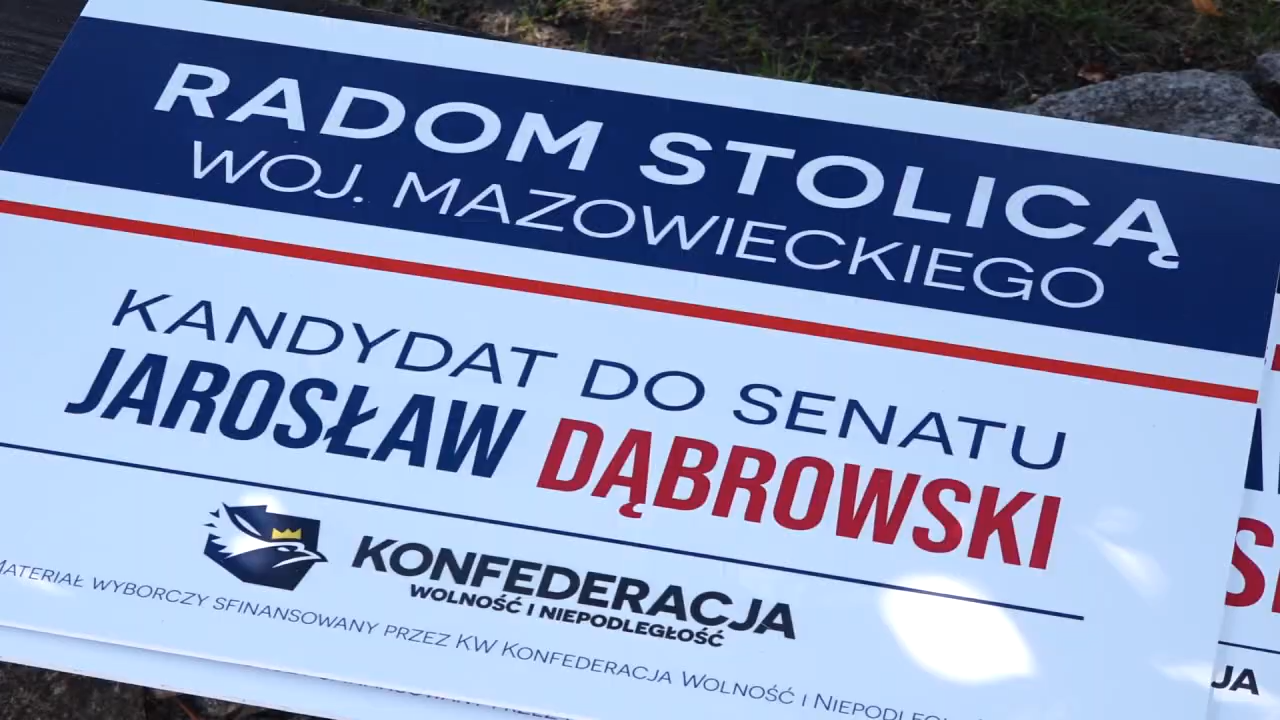 RADOM STOLICĄ
WOJ. MAZOWIECKIEGO
KANDYDAT DO SENATU
JAROSŁAW DĄBROWSKI
KONFEDERACJA
WOLNOŚĆ I NIEPODLEGŁOŚĆ
MATERIAŁ WYBORCZY SFINANSOWANY PRZEZ KW KONFEDERACJA WOLNOŚĆ I